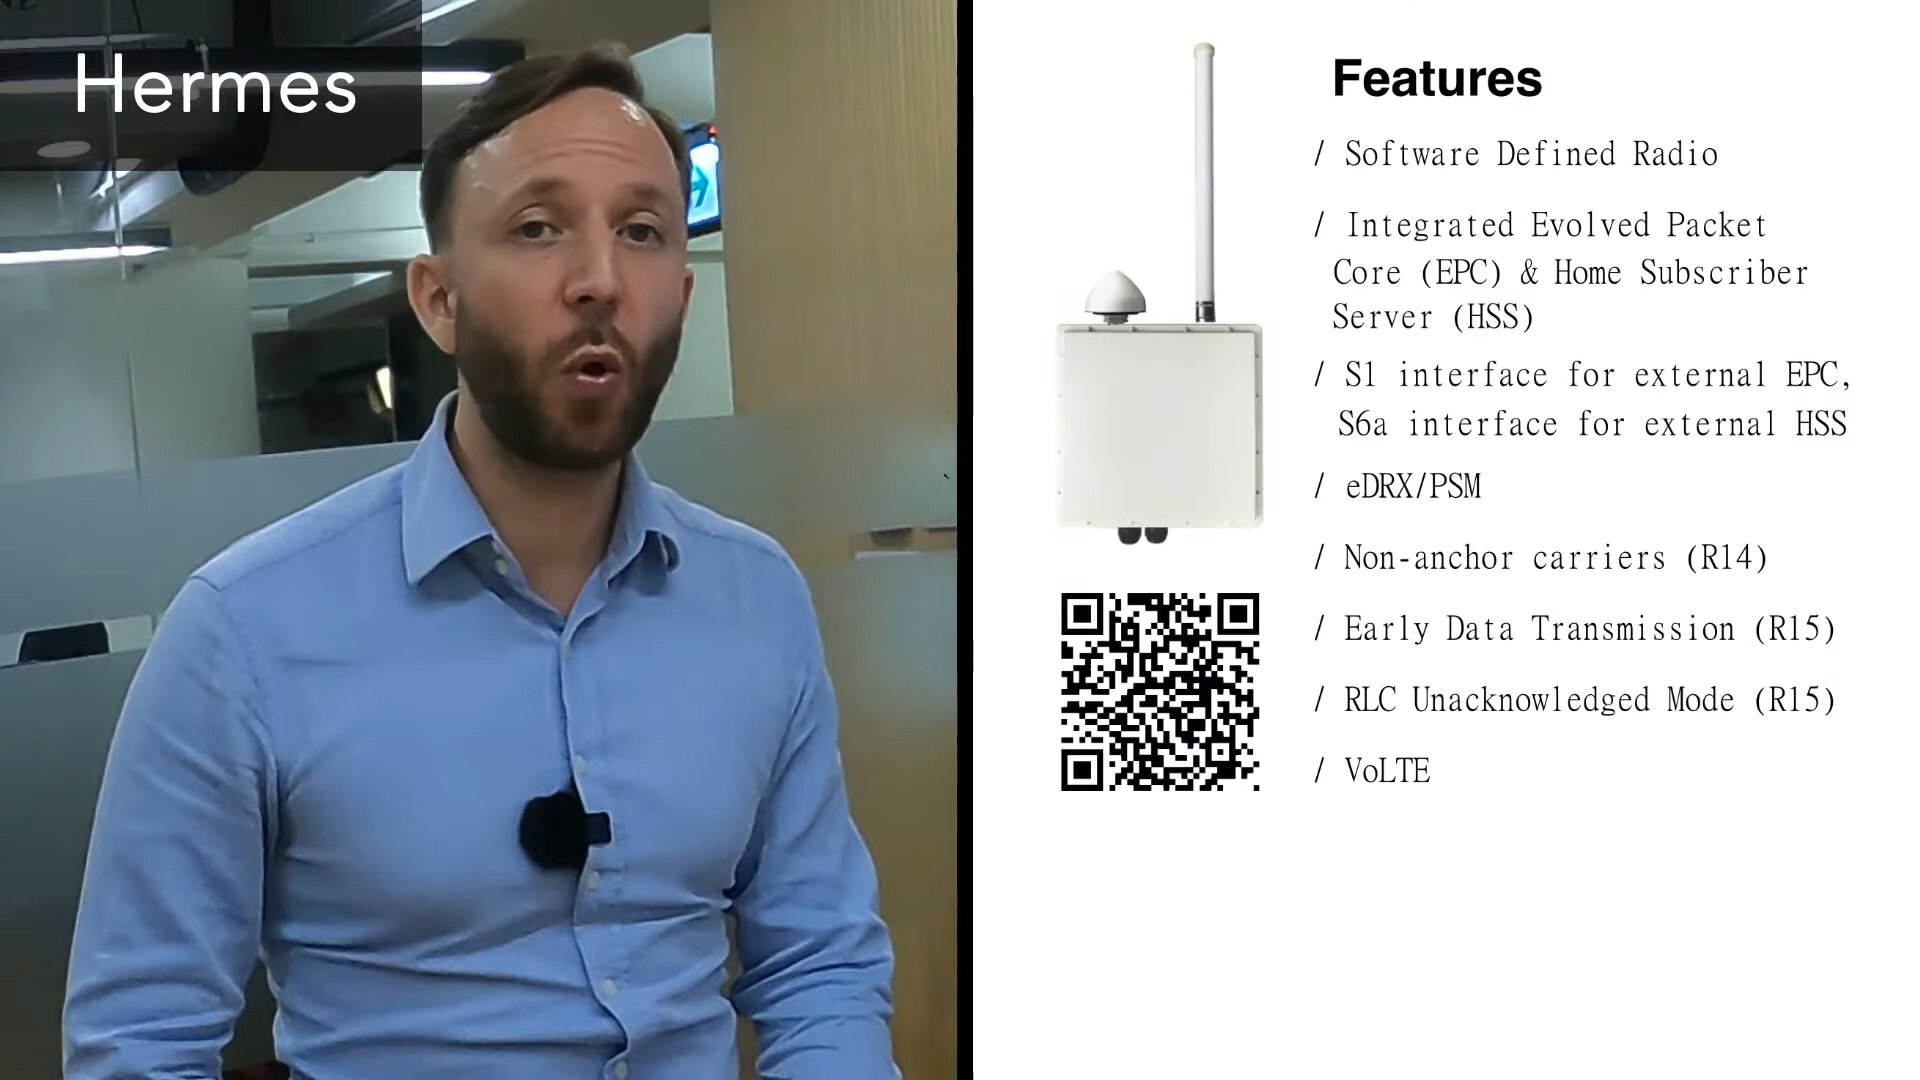 Hermes
Features
/ Software Defined Radio
/ Integrated Evolved Packet
Core (EPC) & Home Subscriber
Server (HSS)
/ S1 interface for external EPC,
S6a interface for external HSS
/ eDRX/PSM
/ Non-anchor carriers (R14)
/ Early Data Transmission (R15)
/ RLC Unacknowledged Mode (R15)
/ VoLTE